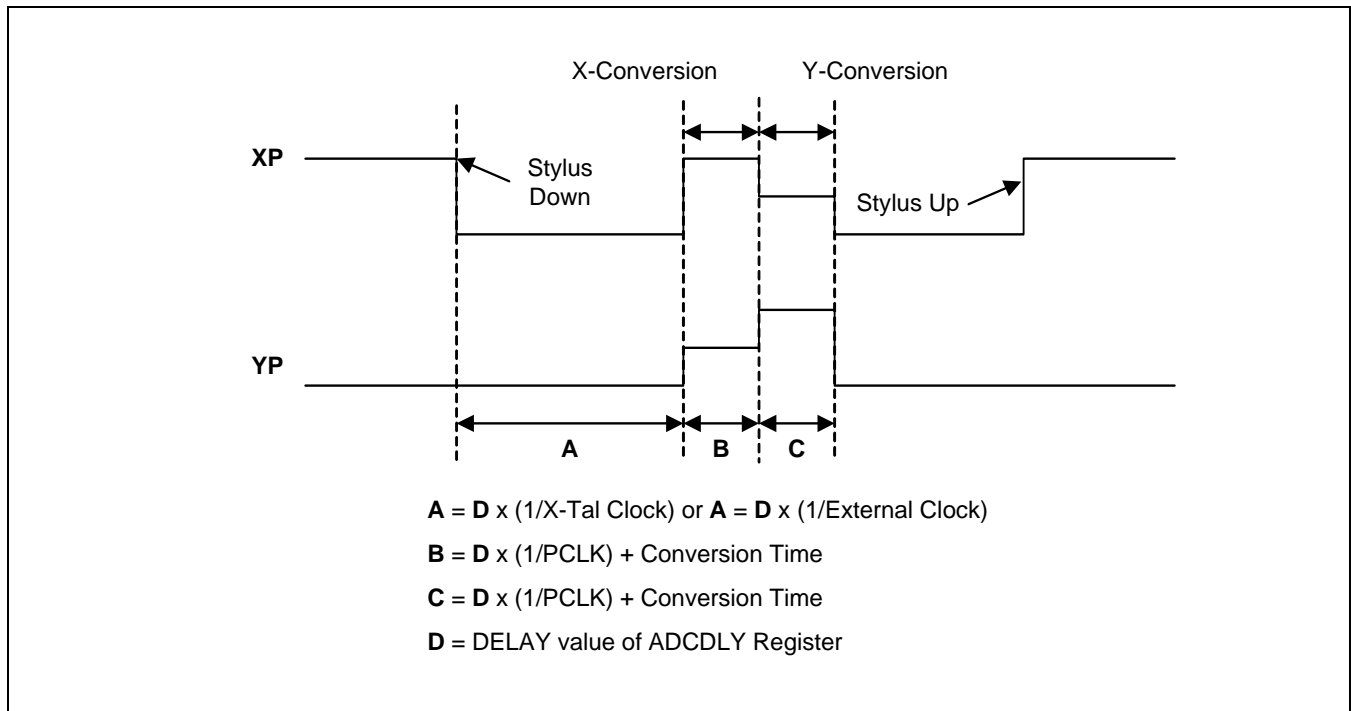 X-Conversion Y-Conversion
XP
Stylus
Down
Stylus Up
YP
A B C
A = D x (1/X-Tal Clock) or A = D x (1/External Clock)
B = D x (1/PCLK) + Conversion Time
C = D x (1/PCLK) + Conversion Time
D = DELAY value of ADCDLY Register